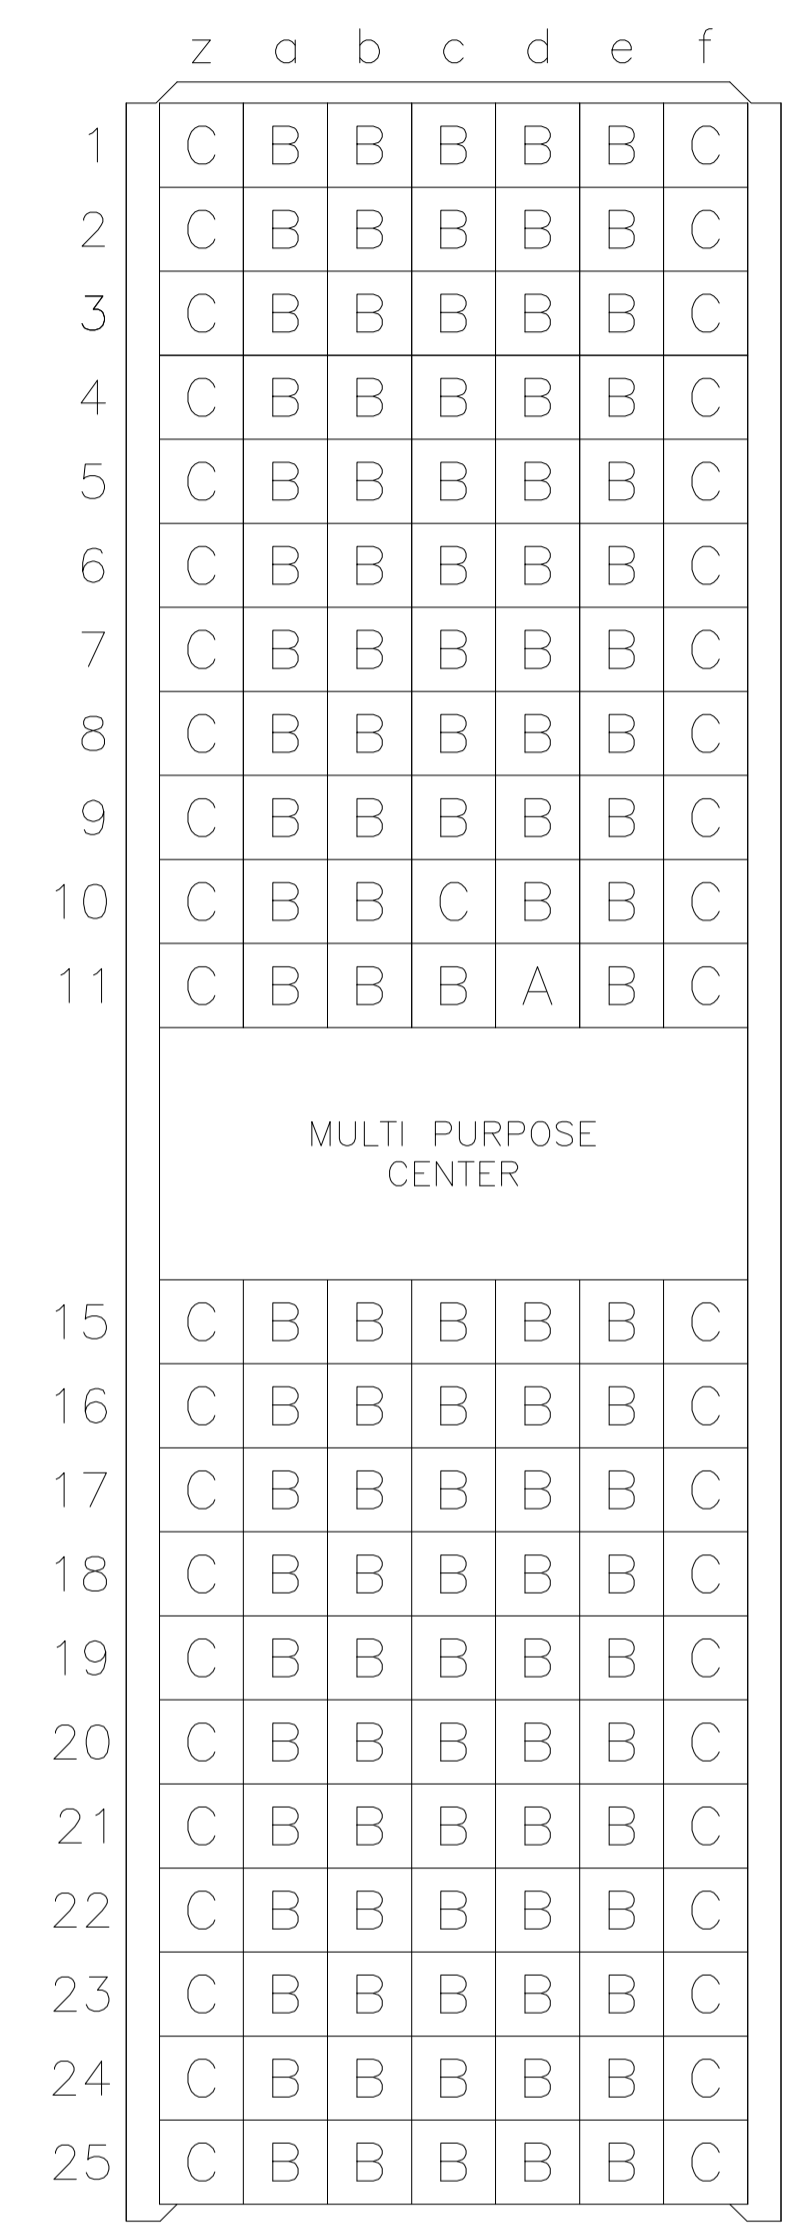 z a b c d e f
1 C B B B B B C
2 C B B B B B C
3 C B B B B B C
4 C B B B B B C
5 C B B B B B C
6 C B B B B B C
7 C B B B B B C
8 C B B B B B C
9 C B B B B B C
10 C B B C B B C
11 C B B B A B C
MULTI PURPOSE
CENTER
15 C B B B B B C
16 C B B B B B C
17 C B B B B B C
18 C B B B B B C
19 C B B B B B C
20 C B B B B B C
21 C B B B B B C
22 C B B B B B C
23 C B B B B B C
24 C B B B B B C
25 C B B B B B C